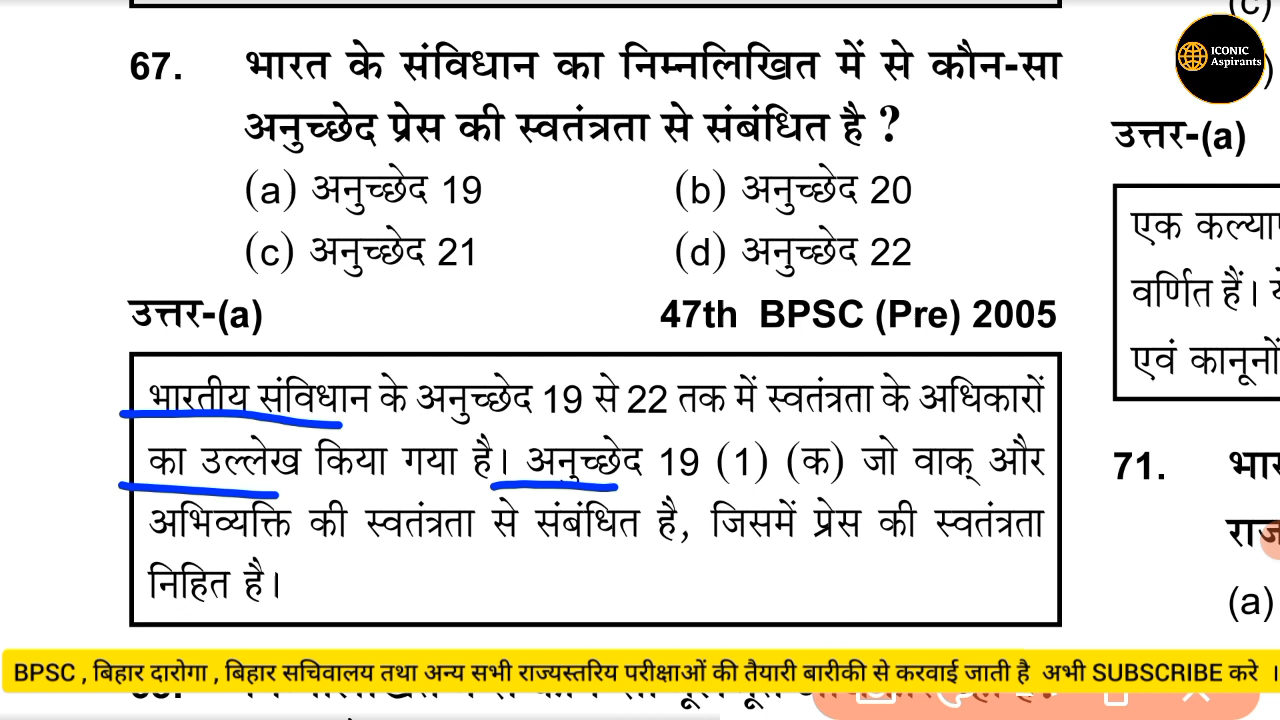 67. भारत के संविधान का निम्नलिखित में से कौन-सा
अनुच्छेद प्रेस की स्वतंत्रता से संबंधित है ?
(a) अनुच्छेद 19 (b) अनुच्छेद 20
(c) अनुच्छेद 21 (d) अनुच्छेद 22
उत्तर-(a) 47th BPSC (Pre) 2005
भारतीय संविधान के अनुच्छेद 19 से 22 तक में स्वतंत्रता के अधिकारों
का उल्लेख किया गया है। अनुच्छेद 19 (1) (क) जो वाक् और
अभिव्यक्ति की स्वतंत्रता से संबंधित है, जिसमें प्रेस की स्वतंत्रता
निहित है।
(c)
ICONIC
Aspirants
उत्तर-(a)
एक
वर्णित हैं।
एवं
71.
(a)
BPSC , बिहार दारोगा , बिहार सचिवालय तथा अन्य सभी राज्यस्तरिय परीक्षाओं की तैयारी बारीकी से करवाई जाती है अभी SUBSCRIBE करे ।